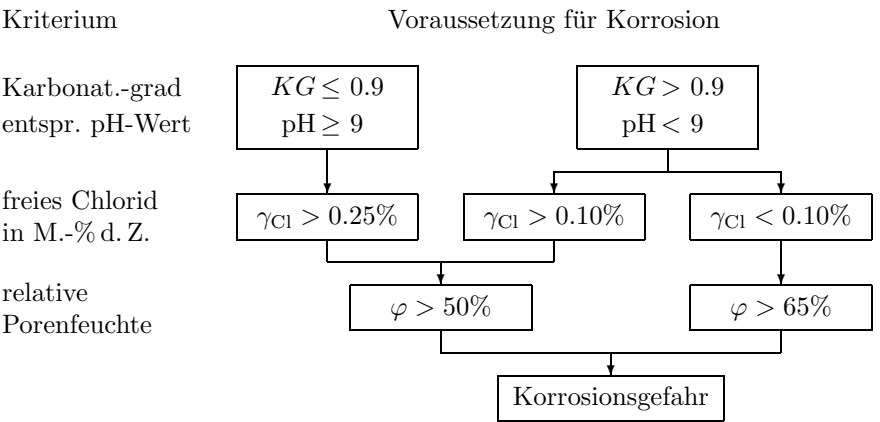 Kriterium Voraussetzung für Korrosion
Karbonat.-grad KG ≤ 0.9 KG > 0.9
entspr. pH-Wert pH ≥ 9 pH < 9
freies Chlorid
in M.-% d. Z.
γCl > 0.25% γCl > 0.10% γCl < 0.10%
relative
Porenfeuchte
φ > 50% φ > 65%
Korrosionsgefahr